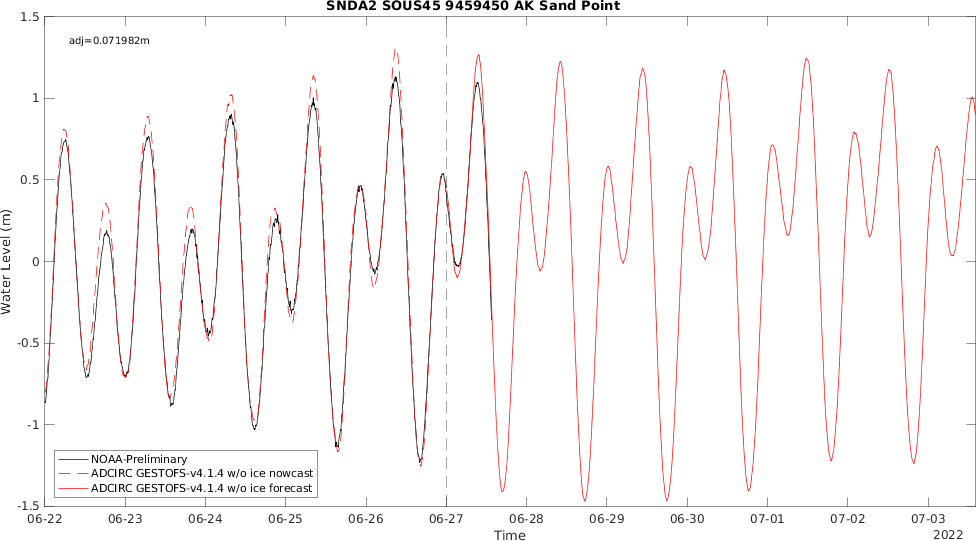 SNDA2 SOUS45 9459450 AK Sand Point
adj=0.071982m
1.5
1
0.5
0
-0.5
-1
-1.5
Water Level (m)
NOAA-Preliminary
ADCIRC GESTOFS-v4.1.4 w/o ice nowcast
ADCIRC GESTOFS-v4.1.4 w/o ice forecast
06-22 06-23 06-24 06-25 06-26 06-27 06-28 06-29 06-30 07-01 07-02 07-03
Time
2022